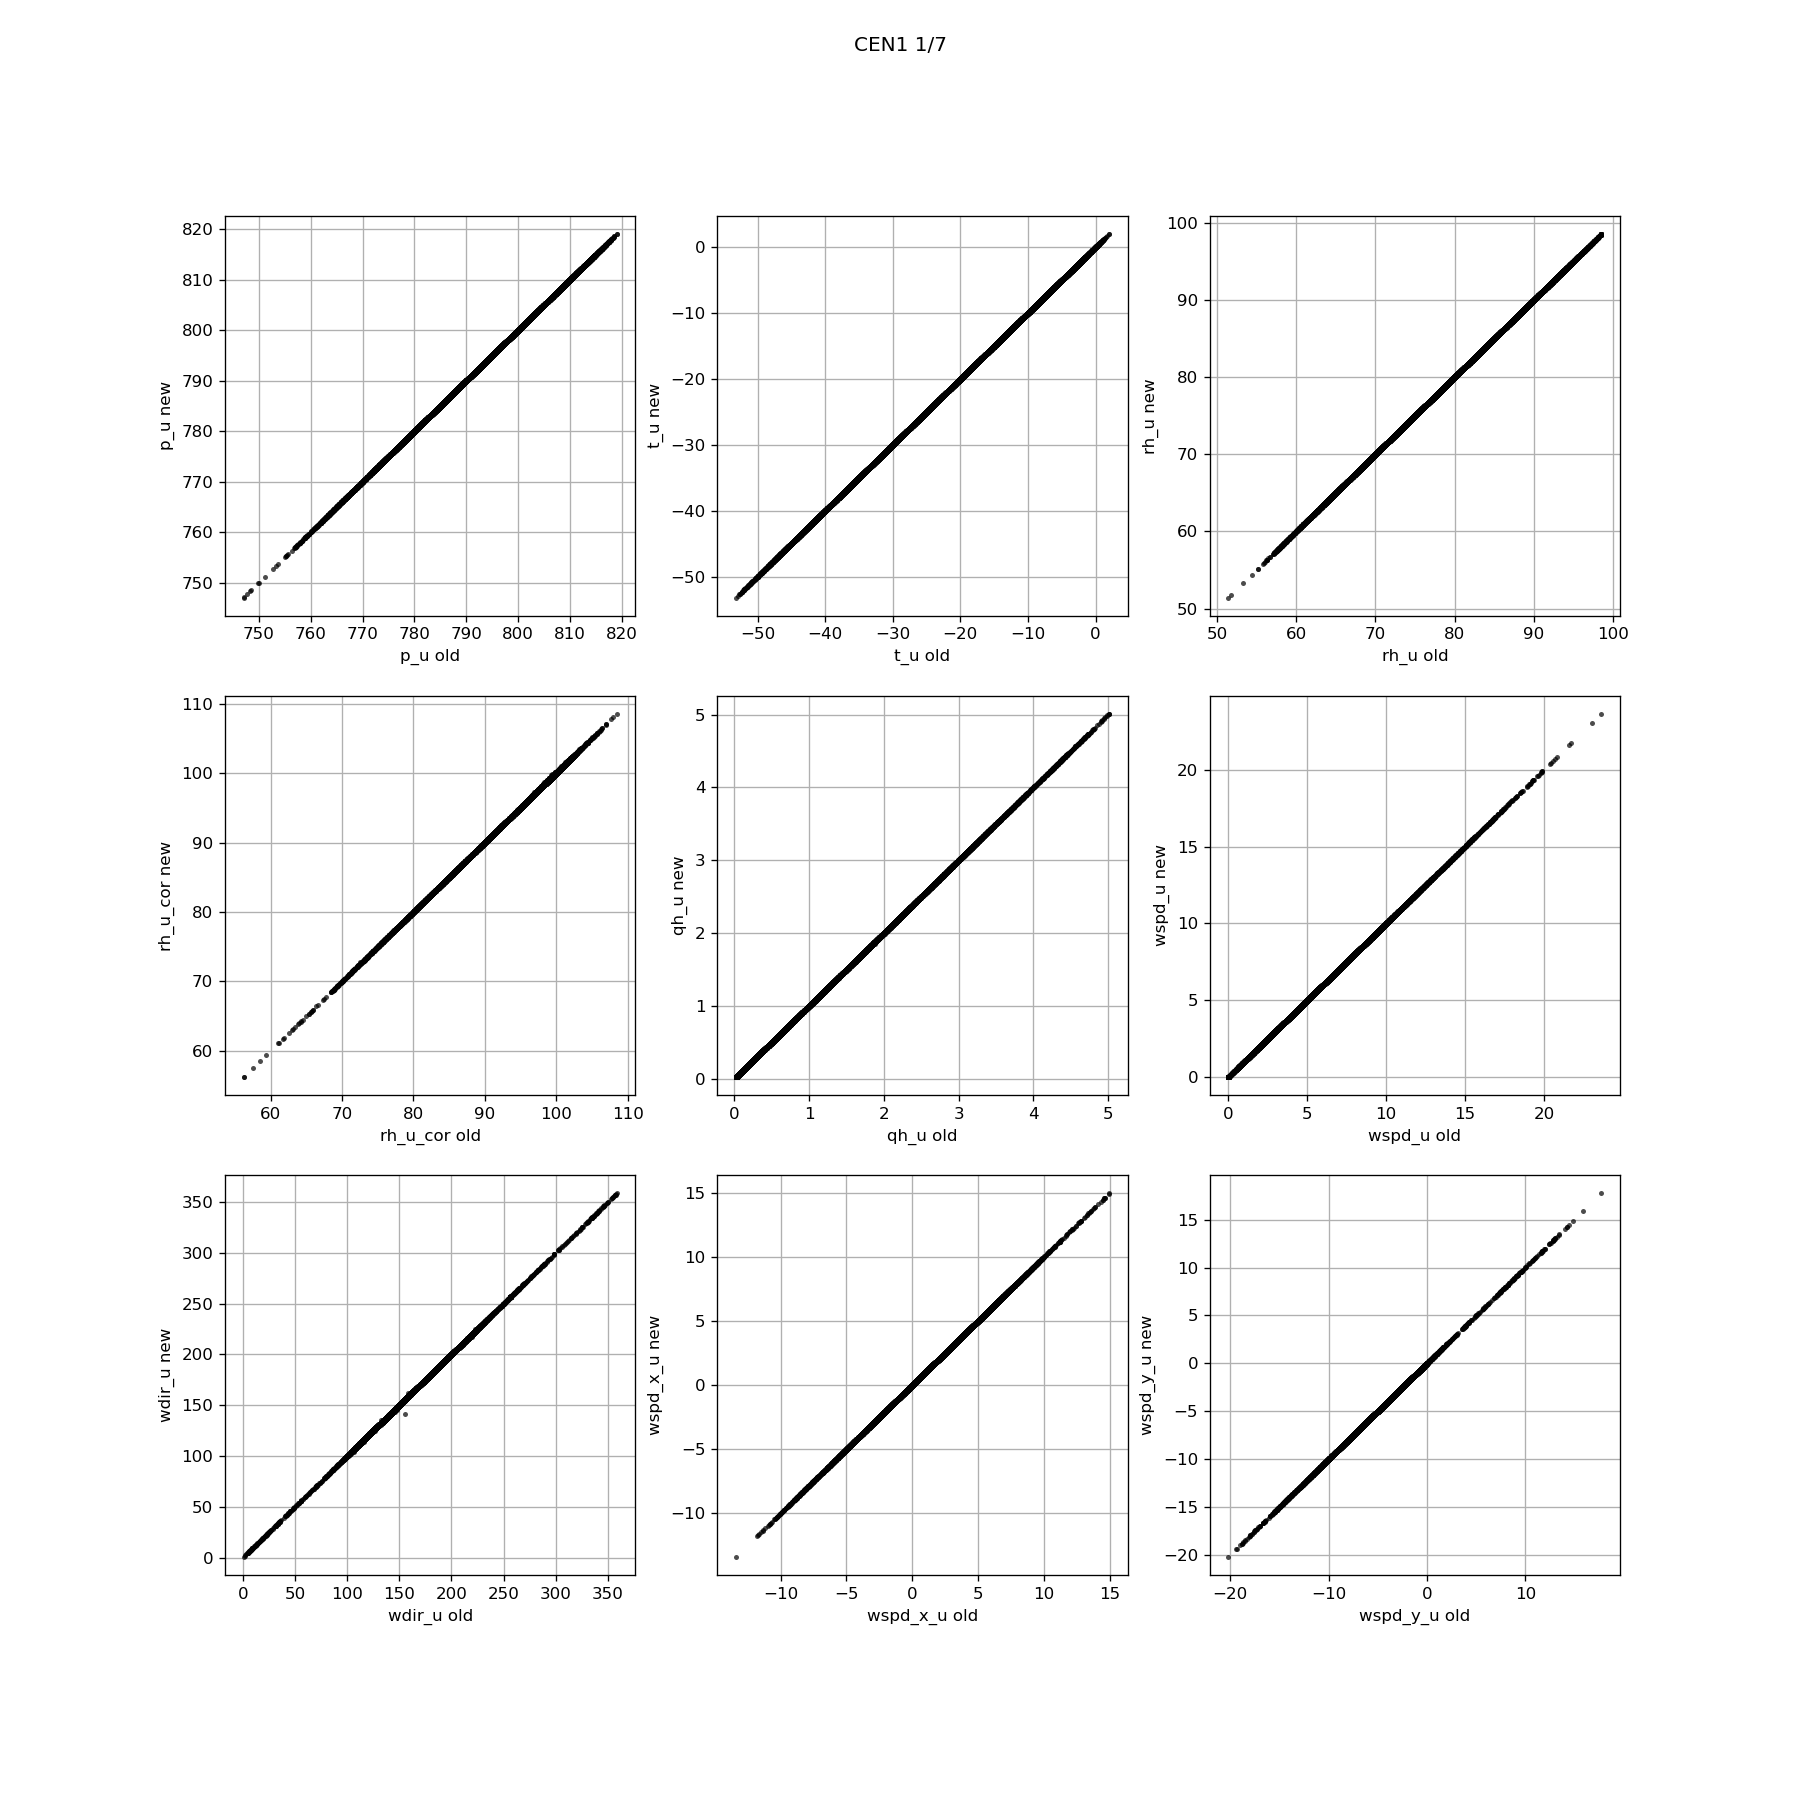 CEN1 1/7
820
810
800
790
780
770
760
750
p_u new
750 760 770 780 790 800 810 820
p_u old
0
−10
−20
−30
−40
−50
t_u new
−50 −40 −30 −20 −10 0
t_u old
100
90
80
70
60
50
rh_u new
50 60 70 80 90 100
rh_u old
110
100
90
80
70
60
rh_u_cor new
60 70 80 90 100 110
rh_u_cor old
5
4
3
2
1
0
qh_u new
0 1 2 3 4 5
qh_u old
20
15
10
5
0
wspd_u new
0 5 10 15 20
wspd_u old
350
300
250
200
150
100
50
0
wdir_u new
0 50 100 150 200 250 300 350
wdir_u old
15
10
5
0
−5
−10
wspd_x_u new
−10 −5 0 5 10 15
wspd_x_u old
15
10
5
0
−5
−10
−15
−20
wspd_y_u new
−20 −10 0 10
wspd_y_u old